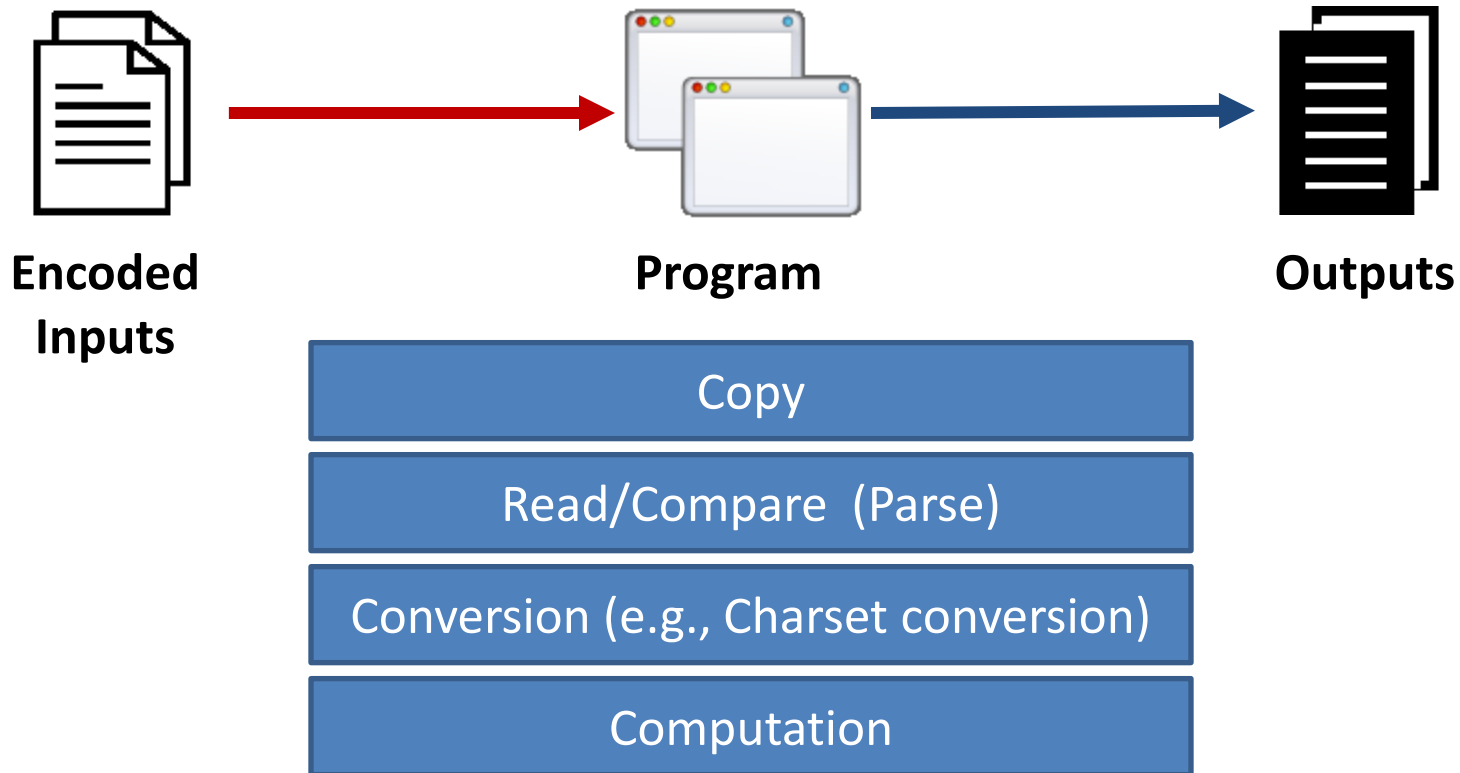 Encoded
Inputs
Program
Outputs
Copy
Read/Compare (Parse)
Conversion (e.g., Charset conversion)
Computation